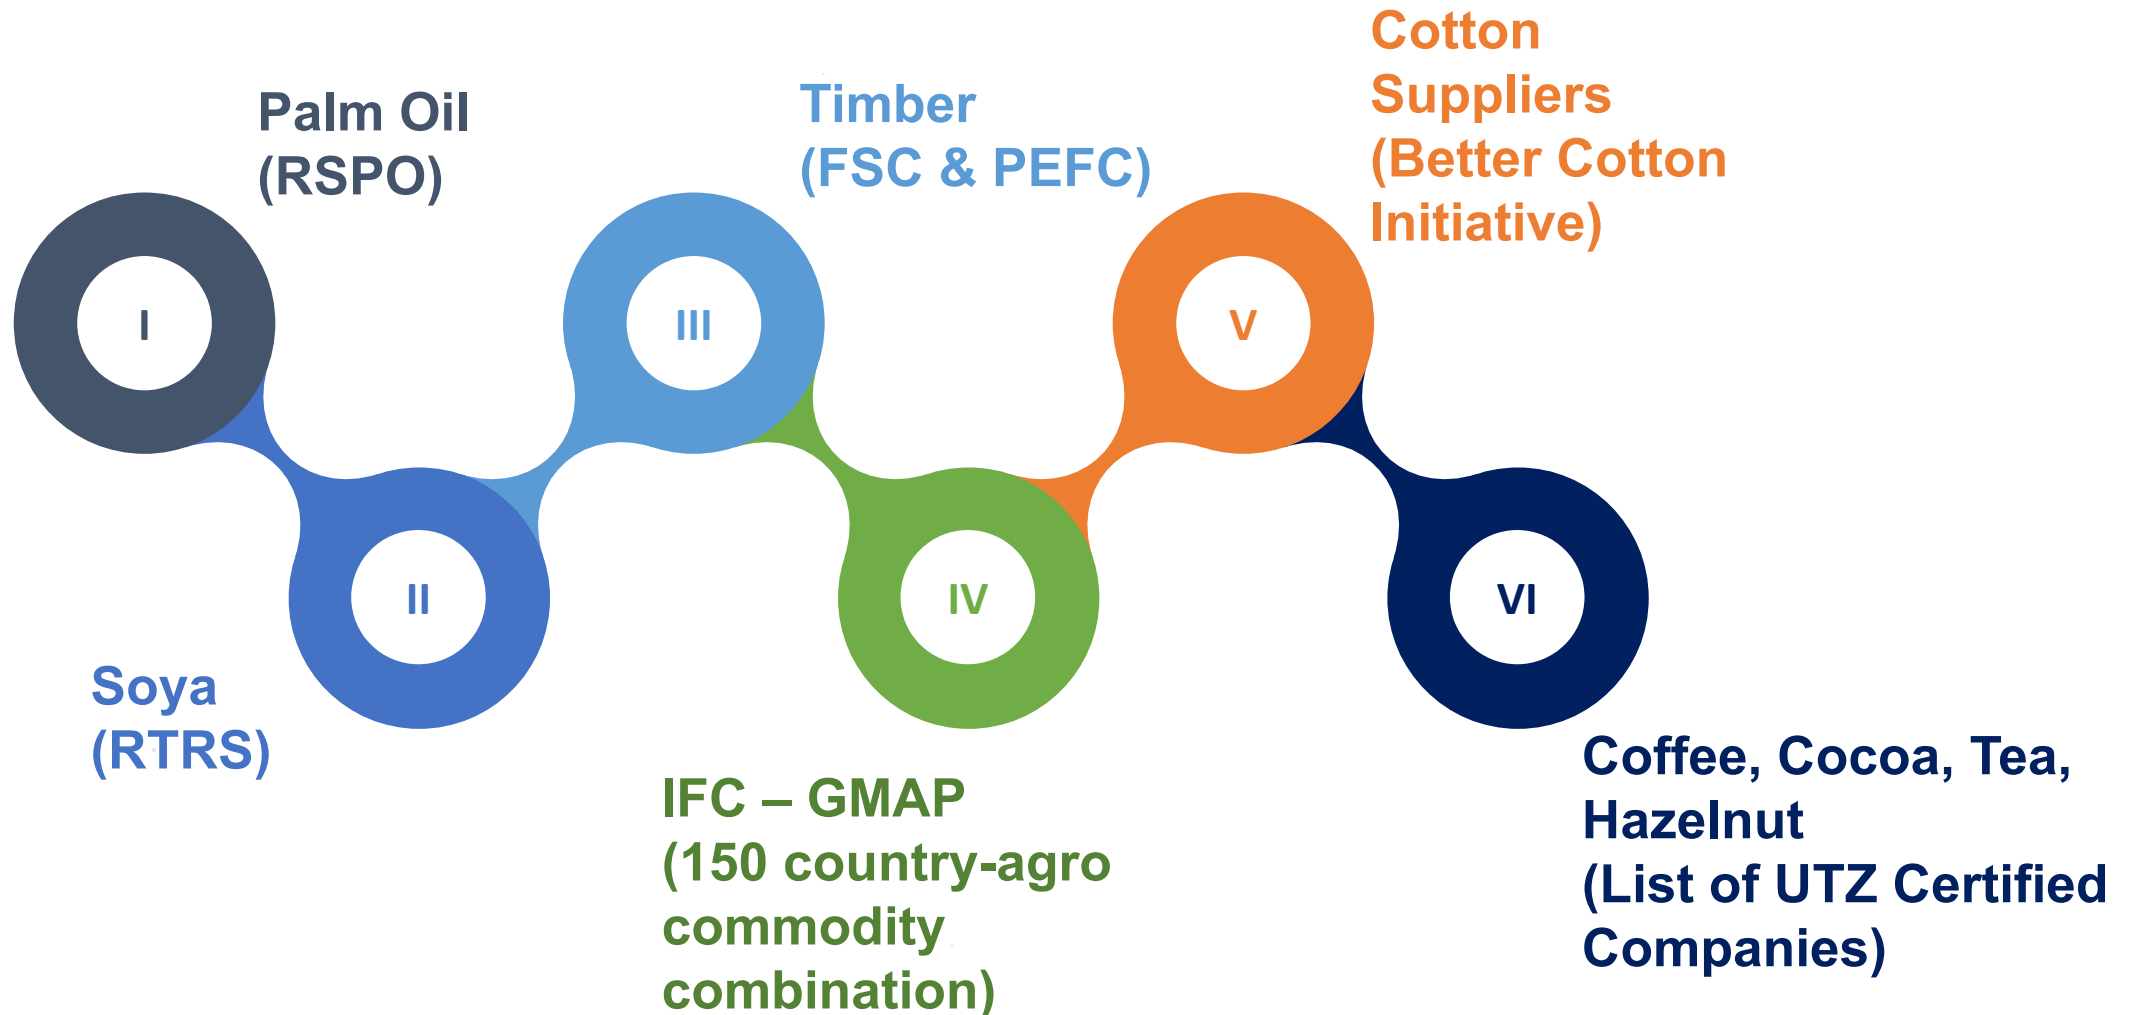 Palm Oil
(RSPO)
I
Soya
(RTRS)
II
Timber
(FSC & PEFC)
III
IFC – GMAP
(150 country-agro
commodity
combination)
IV
Cotton
Suppliers
(Better Cotton
Initiative)
V
Coffee, Cocoa, Tea,
Hazelnut
(List of UTZ Certified
Companies)
VI